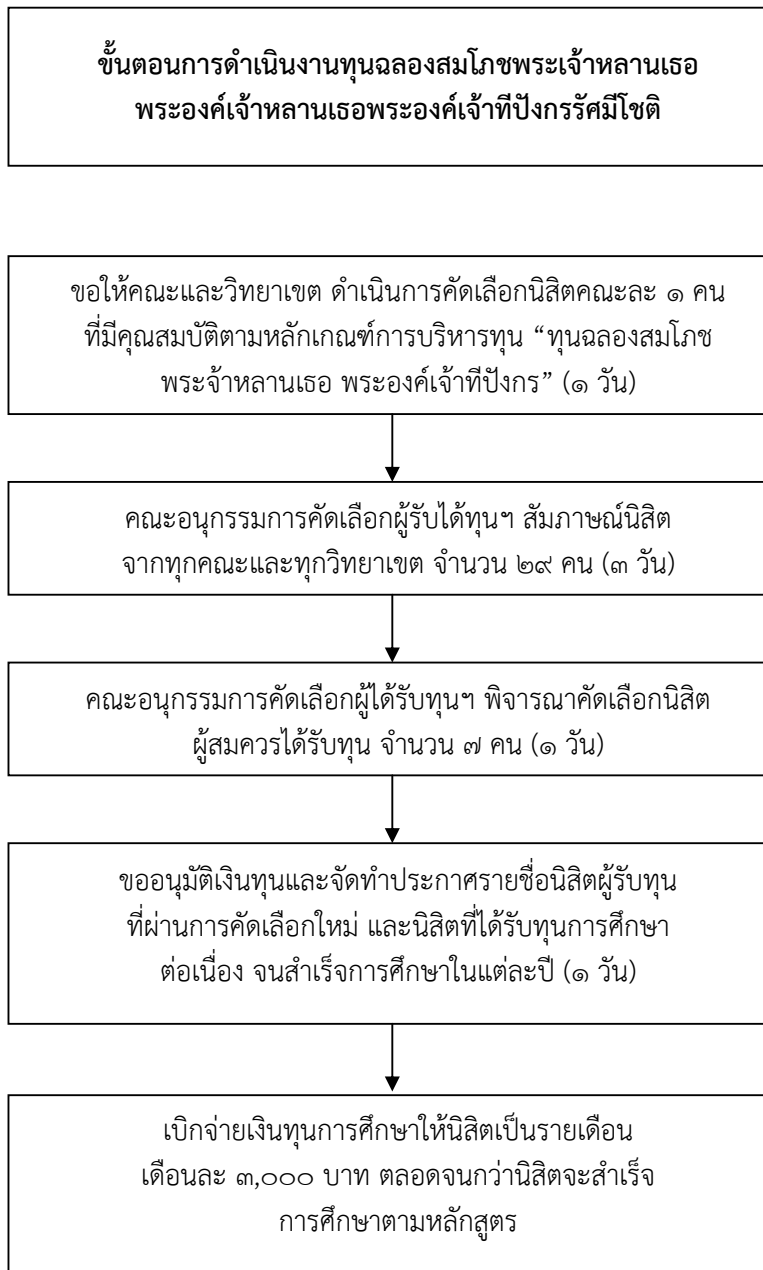 ขั้นตอนการดำเนินงานทุนฉลองสมโภชพระเจ้าหลานเธอ
พระองค์เจ้าหลานเธอพระองค์เจ้าทีปังกรรัศมีโชติ
ขอให้คณะและวิทยาเขต ดำเนินการคัดเลือกนิสิตคณะละ ๑ คน
ที่มีคุณสมบัติตามหลักเกณฑ์การบริหารทุน “ทุนฉลองสมโภช
พระจ้าหลานเธอ พระองค์เจ้าทีปังกร” (๑ วัน)
คณะอนุกรรมการคัดเลือกผู้รับได้ทุนฯ สัมภาษณ์นิสิต
จากทุกคณะและทุกวิทยาเขต จำนวน ๒๙ คน (๓ วัน)
คณะอนุกรรมการคัดเลือกผู้ได้รับทุนฯ พิจารณาคัดเลือกนิสิต
ผู้สมควรได้รับทุน จำนวน ๗ คน (๑ วัน)
ขออนุมัติเงินทุนและจัดทำประกาศรายชื่อนิสิตผู้รับทุน
ที่ผ่านการคัดเลือกใหม่ และนิสิตที่ได้รับทุนการศึกษา
ต่อเนื่อง จนสำเร็จการศึกษาในแต่ละปี (๑ วัน)
เบิกจ่ายเงินทุนการศึกษาให้นิสิตเป็นรายเดือน
เดือนละ ๓,๐๐๐ บาท ตลอดจนกว่านิสิตจะสำเร็จ
การศึกษาตามหลักสูตร